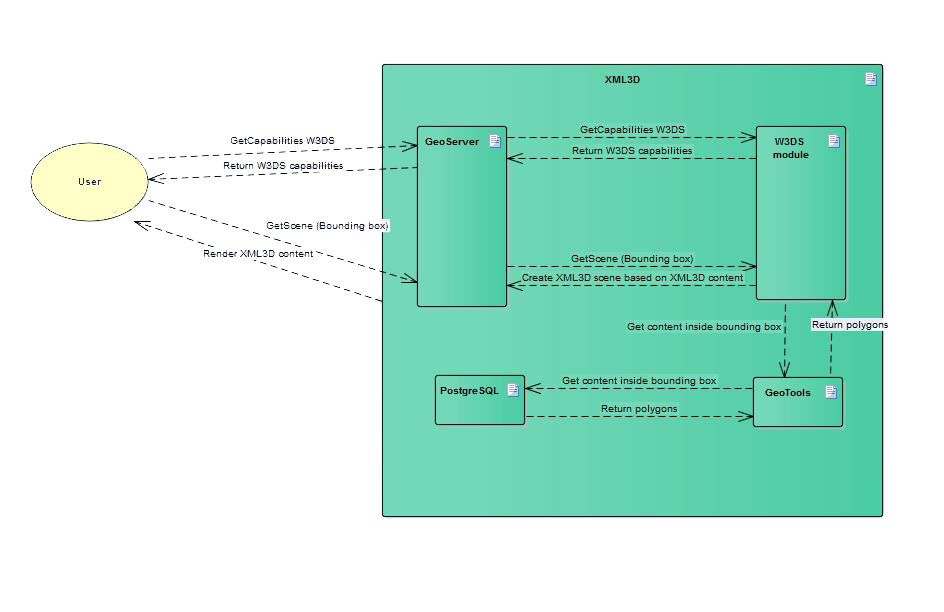 XML3D
GetCapabilities W3DS
GetCapabilities W3DS
GeoServer
W3DS
module
Return W3DS capabilities
Return W3DS capabilities
User
GetScene (Bounding box)
Render XML3D content
GetScene (Bounding box)
Create XML3D scene based on XML3D content
Get content inside bounding box
Return polygons
Get content inside bounding box
PostgreSQL
GeoTools
Return polygons